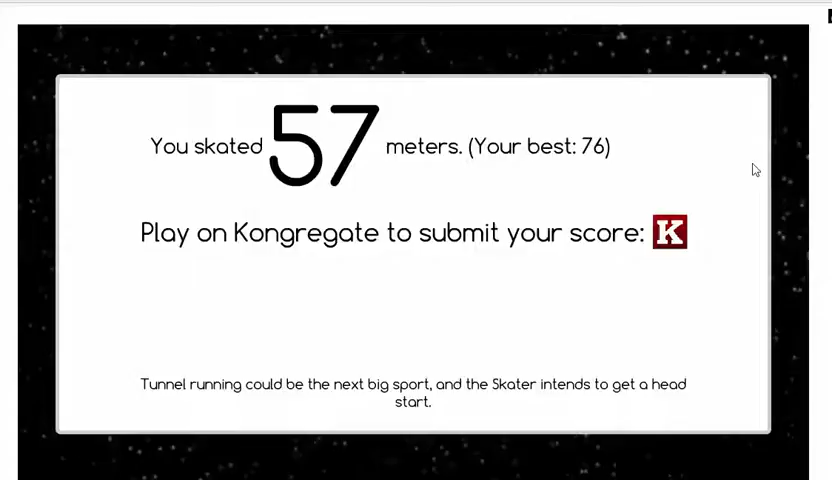 You skated 57 meters. (Your best: 76)
Play on Kongregate to submit your score: K
Tunnel running could be the next big sport, and the Skater intends to get a head
start.